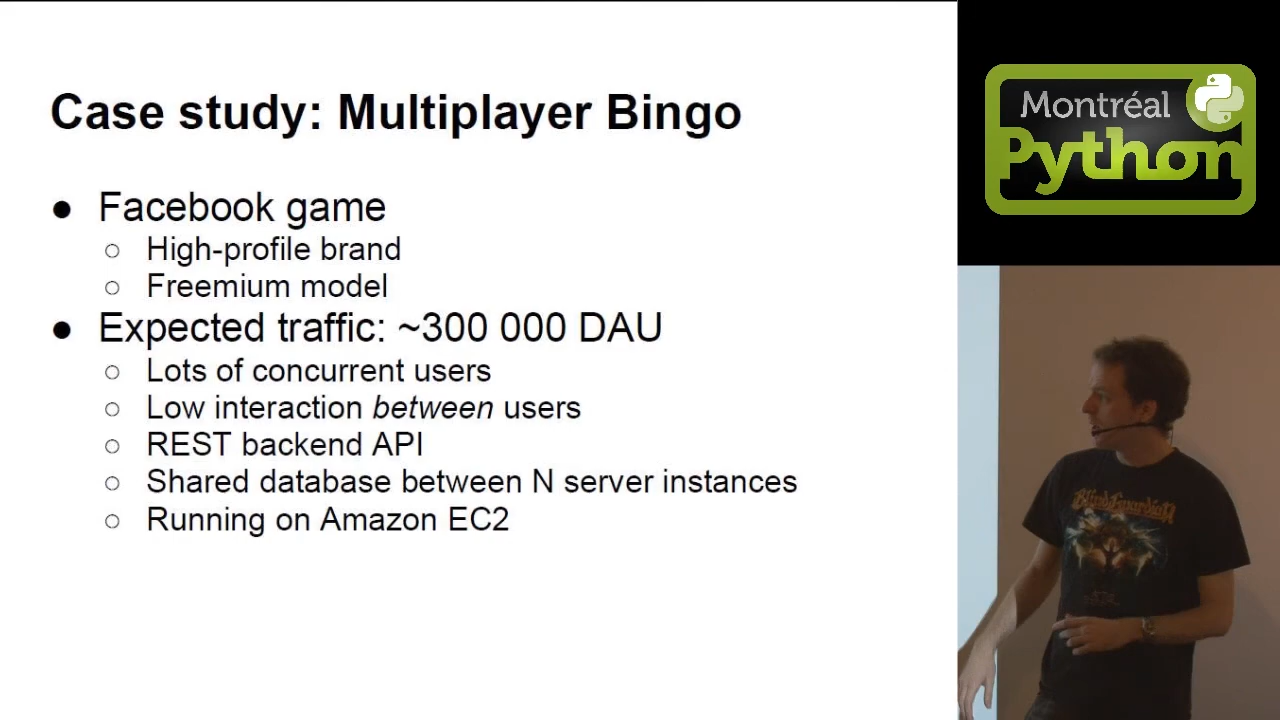 Case study: Multiplayer Bingo
● Facebook game
○ High-profile brand
○ Freemium model
● Expected traffic: ~300 000 DAU
○ Lots of concurrent users
○ Low interaction between users
○ REST backend API
○ Shared database between N server instances
○ Running on Amazon EC2
Montréal
Python
Blind Guardian